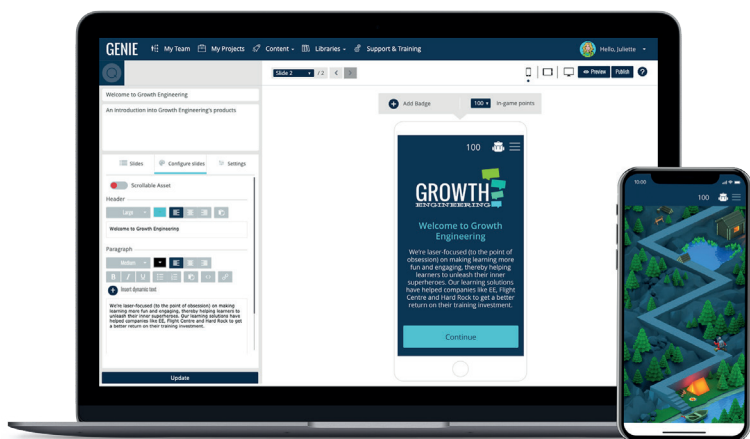 GENIE My Team My Projects Content Libraries Support & Training Hello, Juliette
Slide 2 / 2 < > Preview Publish ?
Welcome to Growth Engineering
An introduction into Growth Engineering's products
Slides Configure slides Settings
Scrollable Asset
Header
Large
Welcome to Growth Engineering
Paragraph
Medium
B I U
Insert dynamic text
We're laser-focused (to the point of obsession) on making
learning more fun and engaging, thereby helping learners to
unleash their inner superheroes. Our learning solutions have
helped companies like EE, Flight Centre and Hard Rock to get
a better return on their training investment.
Update
Add Badge 100 in-game points
100
GROWTH
ENGINEERING
Welcome to Growth
Engineering
We're laser-focused (to the point of
obsession) on making learning more
fun and engaging, thereby helping
learners to unleash their inner
superheroes. Our learning solutions
have helped companies like EE, Flight
Centre and Hard Rock to get a better
return on their training investment.
Continue
10:00
100